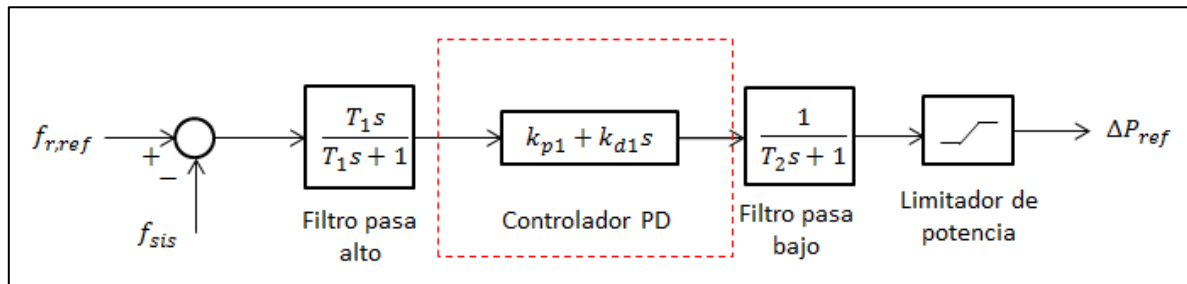 f_{r,ref}
+
−
f_{sis}
T_1 s
T_1 s + 1
Filtro pasa
alto
k_{p1} + k_{d1} s
Controlador PD
1
T_2 s + 1
Filtro pasa
bajo
Limitador de
potencia
ΔP_{ref}